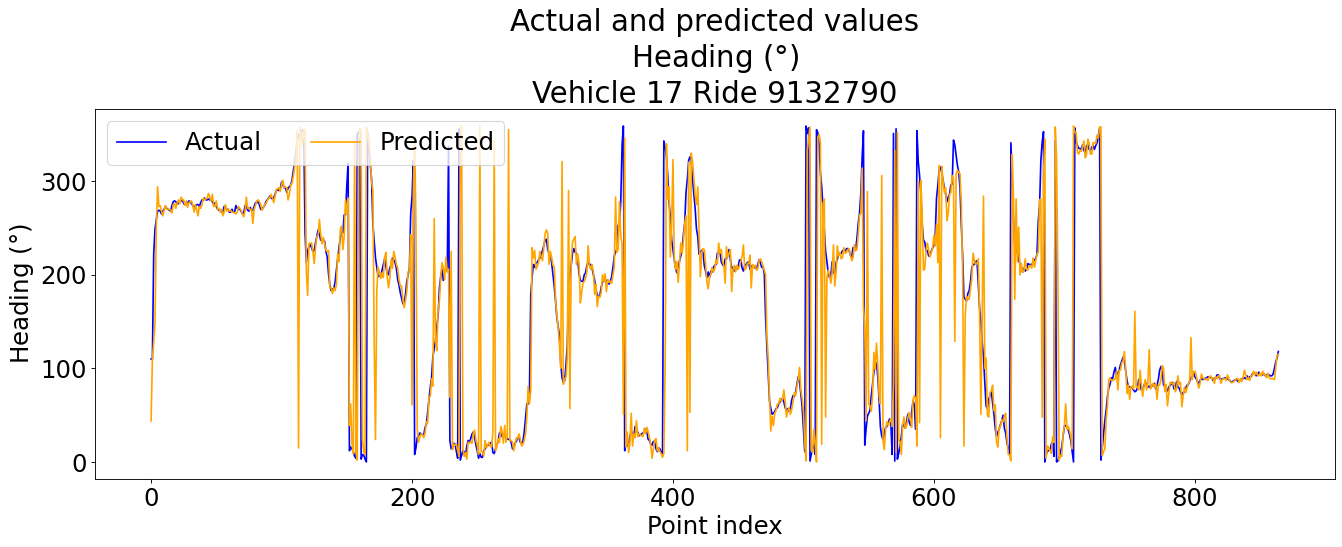 Actual and predicted values
Heading (°)
Vehicle 17 Ride 9132790
Actual
Predicted
Heading (°)
300
200
100
0
0
200
400
600
800
Point index